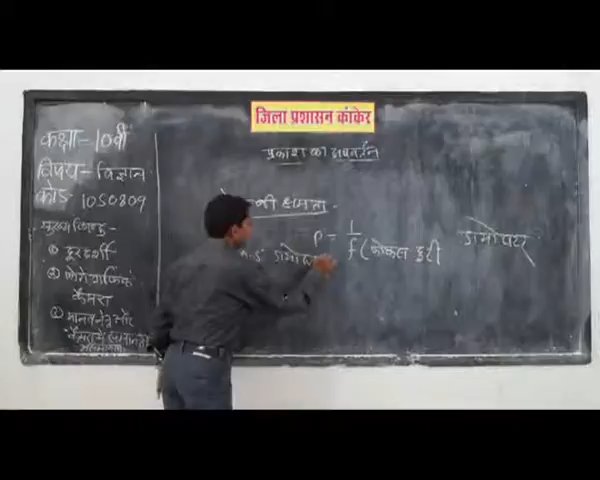 जिला प्रशासन कांकेर
प्रकाश का अपवर्तन
कक्षा - 10वीं
विषय - विज्ञान
कोड - 1050809
मुख्य बिन्दु -
① दूरदर्शी
② फोटोग्राफिक
कैमरा
③ मानव नेत्र और
की क्षमता
P = 1/f (फोकल दूरी
डायोप्टर